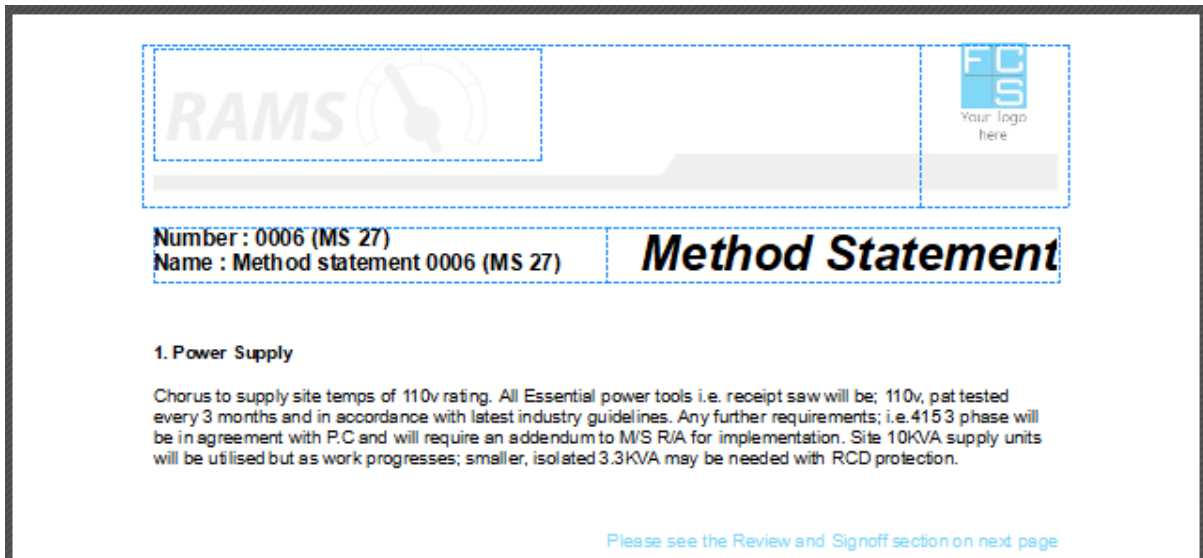 RAMS
FC
S
Your logo
here
Number : 0006 (MS 27)
Name : Method statement 0006 (MS 27)
Method Statement
1. Power Supply
Chorus to supply site temps of 110v rating. All Essential power tools i.e. receipt saw will be; 110v, pat tested
every 3 months and in accordance with latest industry guidelines. Any further requirements; i.e.415 3 phase will
be in agreement with P.C and will require an addendum to M/S R/A for implementation. Site 10KVA supply units
will be utilised but as work progresses; smaller, isolated 3.3KVA may be needed with RCD protection.
Please see the Review and Signoff section on next page